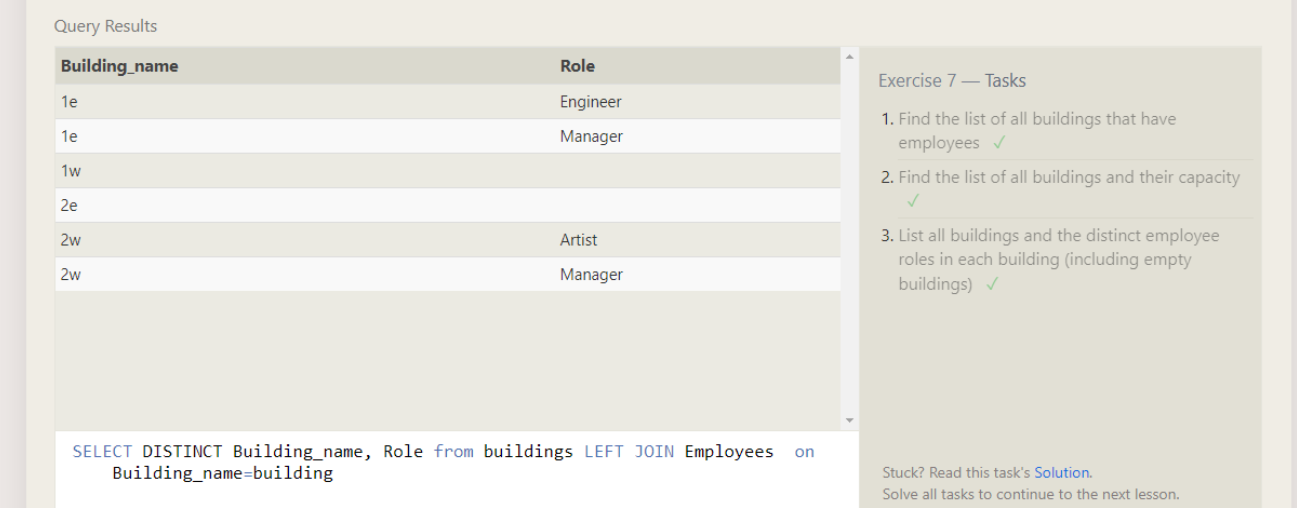 Query Results
Building_name Role
1e Engineer
1e Manager
1w
2e
2w Artist
2w Manager
SELECT DISTINCT Building_name, Role from buildings LEFT JOIN Employees  on
Building_name=building
Exercise 7 — Tasks
1. Find the list of all buildings that have
employees ✓
2. Find the list of all buildings and their capacity
✓
3. List all buildings and the distinct employee
roles in each building (including empty
buildings) ✓
Stuck? Read this task's Solution.
Solve all tasks to continue to the next lesson.